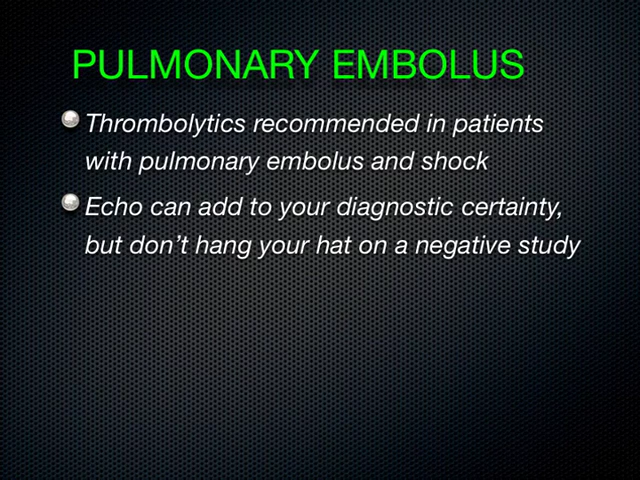 PULMONARY EMBOLUS
Thrombolytics recommended in patients
with pulmonary embolus and shock
Echo can add to your diagnostic certainty,
but don’t hang your hat on a negative study